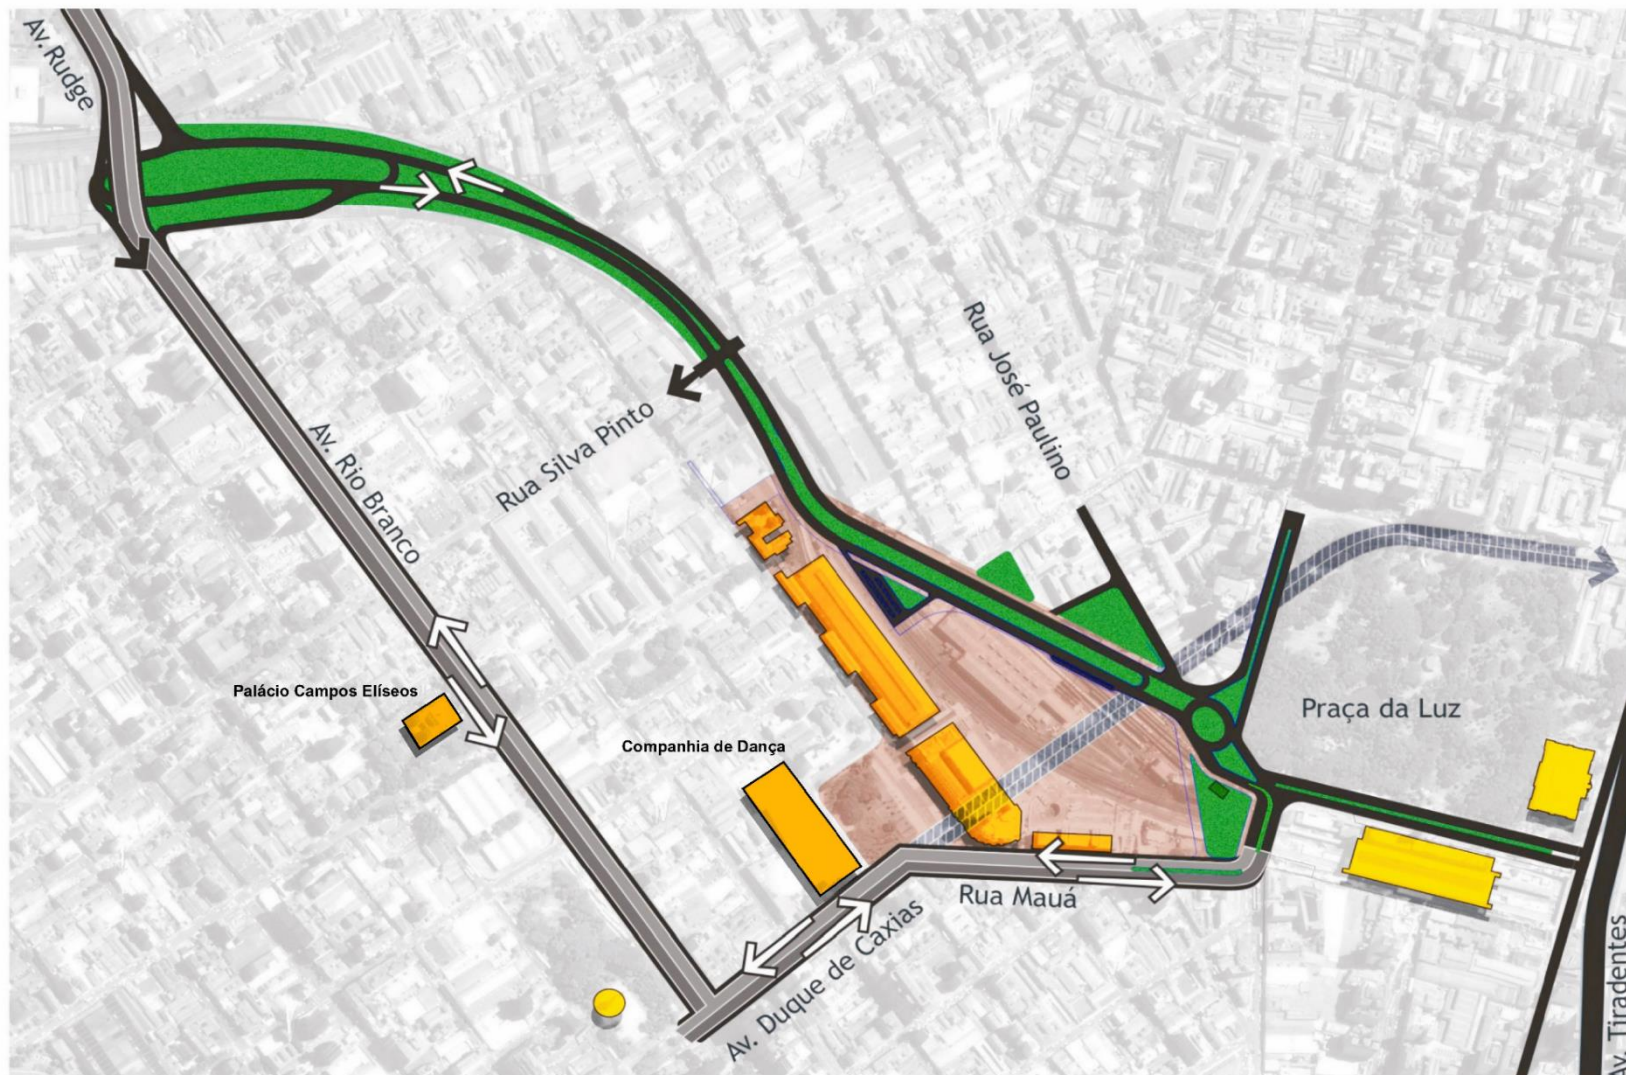 Av. Rudge
Rua José Paulino
Rua Silva Pinto
Av. Rio Branco
Palácio Campos Elíseos
Praça da Luz
Companhia de Dança
Rua Mauá
Av. Duque de Caxias
Av. Tiradentes